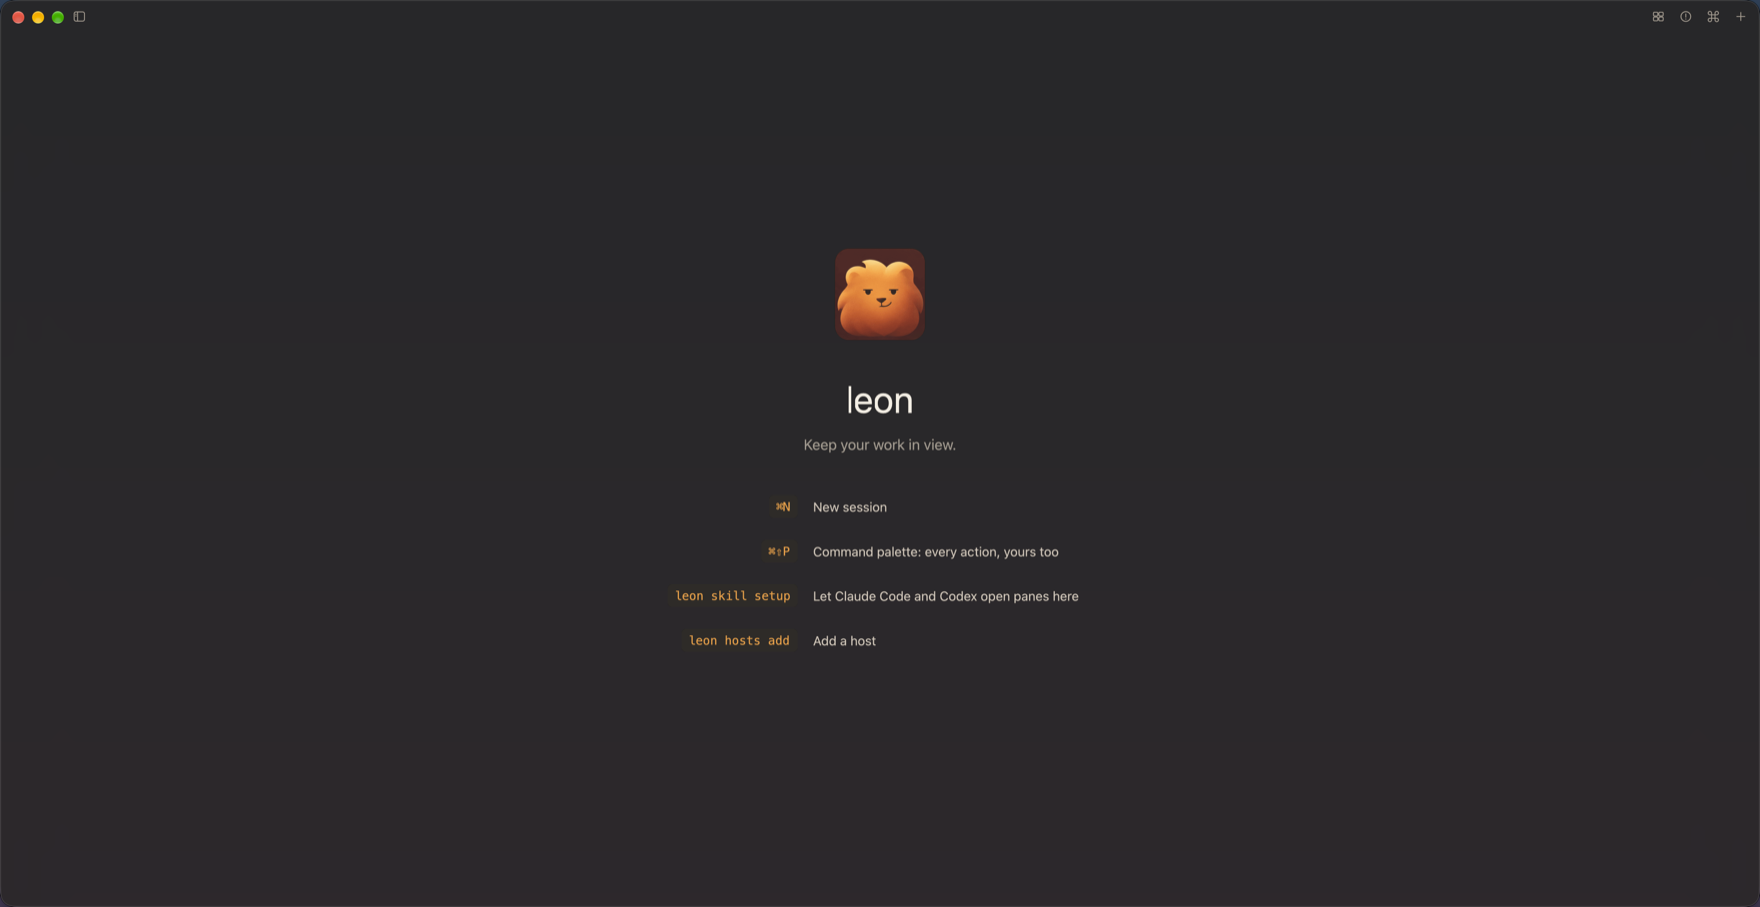 leon
Keep your work in view.
⌘N New session
⌘⇧P Command palette: every action, yours too
leon skill setup Let Claude Code and Codex open panes here
leon hosts add Add a host